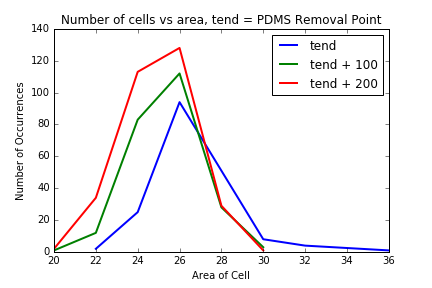 Number of cells vs area, tend = PDMS Removal Point
140
120
100
80
60
40
20
0
Number of Occurrences
tend
tend + 100
tend + 200
20 22 24 26 28 30 32 34 36
Area of Cell